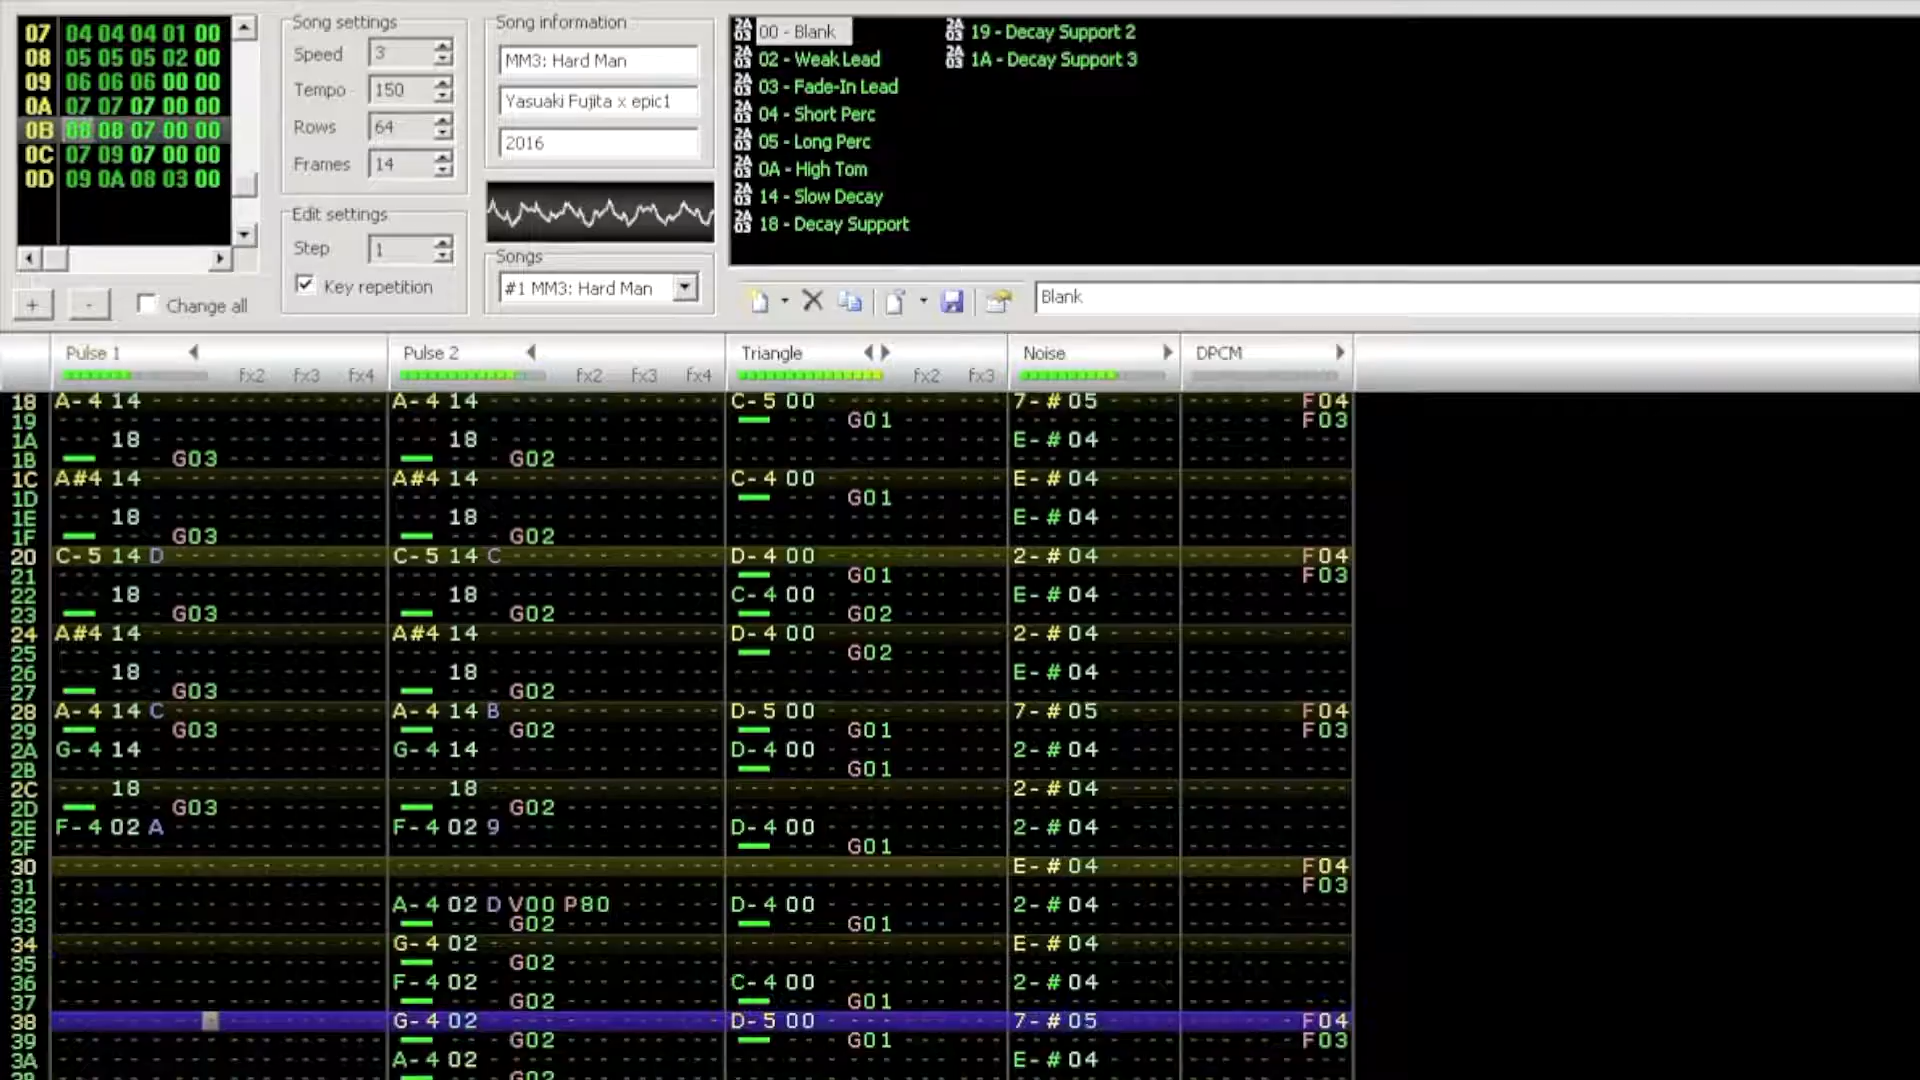 07 04 04 04 01 00
08 05 05 05 02 00
09 06 06 06 00 00
0A 07 07 07 00 00
0B 08 08 07 00 00
0C 07 09 07 00 00
0D 09 0A 08 03 00
+ - Change all
Song settings
Speed 3
Tempo 150
Rows 64
Frames 14
Edit settings
Step 1
Key repetition
Song information
MM3: Hard Man
Yasuaki Fujita x epic1
2016
Songs
#1 MM3: Hard Man
2A03 00 - Blank
2A03 02 - Weak Lead
2A03 03 - Fade-In Lead
2A03 04 - Short Perc
2A03 05 - Long Perc
2A03 0A - High Tom
2A03 14 - Slow Decay
2A03 18 - Decay Support
2A03 19 - Decay Support 2
2A03 1A - Decay Support 3
Blank
Pulse 1 Pulse 2 Triangle Noise DPCM
fx2 fx3 fx4 fx2 fx3 fx4 fx2 fx3
18 A-4 14 A-4 14 C-5 00 7-# 05 F04
19 G01 F03
1A 18 18 E-# 04
1B G03 G02
1C A#4 14 A#4 14 C-4 00 E-# 04
1D G01
1E 18 18 E-# 04
1F G03 G02
20 C-5 14 D C-5 14 C D-4 00 2-# 04 F04
21 G01 F03
22 18 18 C-4 00 E-# 04
23 G03 G02 G02
24 A#4 14 A#4 14 D-4 00 2-# 04
25 G02
26 18 18 E-# 04
27 G03 G02
28 A-4 14 C A-4 14 B D-5 00 7-# 05 F04
29 G03 G02 G01 F03
2A G-4 14 G-4 14 D-4 00 2-# 04
2B G01
2C 18 18 2-# 04
2D G03 G02
2E F-4 02 A F-4 02 9 D-4 00 2-# 04
2F G01
30 E-# 04 F04
31 F03
32 A-4 02 D V00 P80 D-4 00 2-# 04
33 G02 G01
34 G-4 02 E-# 04
35 G02
36 F-4 02 C-4 00 2-# 04
37 G02 G01
38 G-4 02 D-5 00 7-# 05 F04
39 G02 G01 F03
3A A-4 02 E-# 04
3B G02